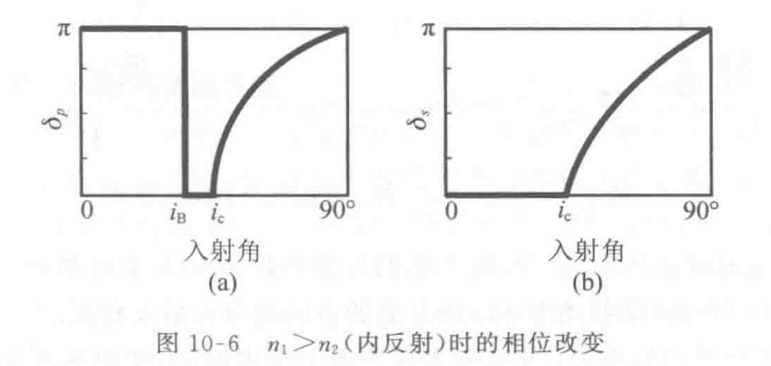 π
δp
0
iB
ic
90°
入射角
(a)
π
δs
0
ic
90°
入射角
(b)
图 10-6 n₁>n₂(内反射)时的相位改变